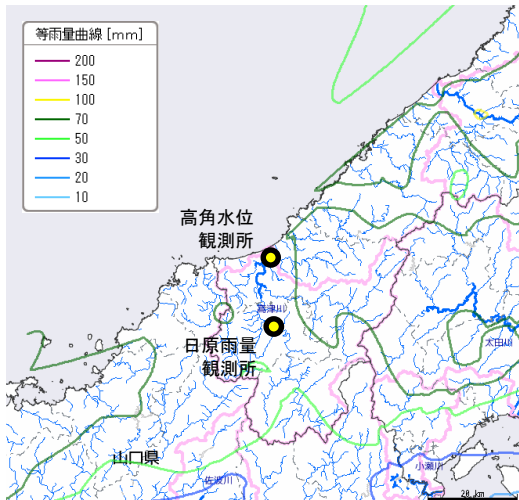 等雨量曲線 [mm]
200
150
100
70
50
30
20
10
高角水位
観測所
高津川
日原雨量
観測所
太田川
山口県
佐波川
小瀬川
20 km